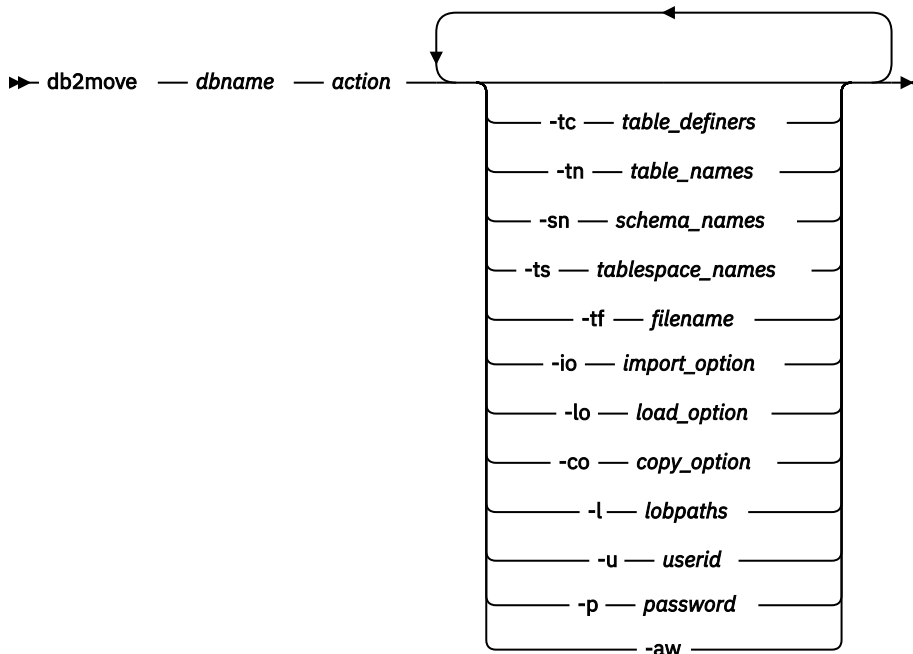 db2move dbname action
-tc table_definers
-tn table_names
-sn schema_names
-ts tablespace_names
-tf filename
-io import_option
-lo load_option
-co copy_option
-l lobpaths
-u userid
-p password
-aw